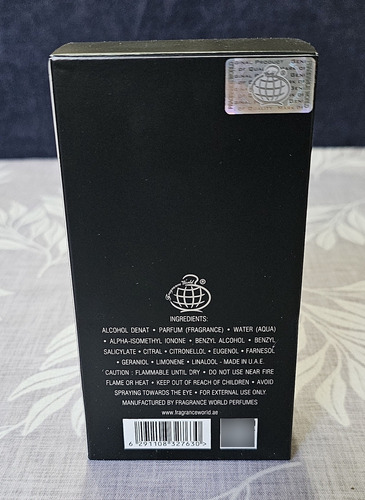 Fragrance World ®
INGREDIENTS:
ALCOHOL DENAT • PARFUM (FRAGRANCE) • WATER (AQUA)
• ALPHA-ISOMETHYL IONONE • BENZYL ALCOHOL • BENZYL
SALICYLATE • CITRAL • CITRONELLOL • EUGENOL • FARNESOL
• GERANIOL • LIMONENE • LINALOOL - MADE IN U.A.E.
CAUTION : FLAMMABLE UNTIL DRY • DO NOT USE NEAR FIRE
FLAME OR HEAT • KEEP OUT OF REACH OF CHILDREN • AVOID
SPRAYING TOWARDS THE EYE • FOR EXTERNAL USE ONLY.
MANUFACTURED BY FRAGRANCE WORLD PERFUMES
www.fragranceworld.ae
6 291108 327630 >